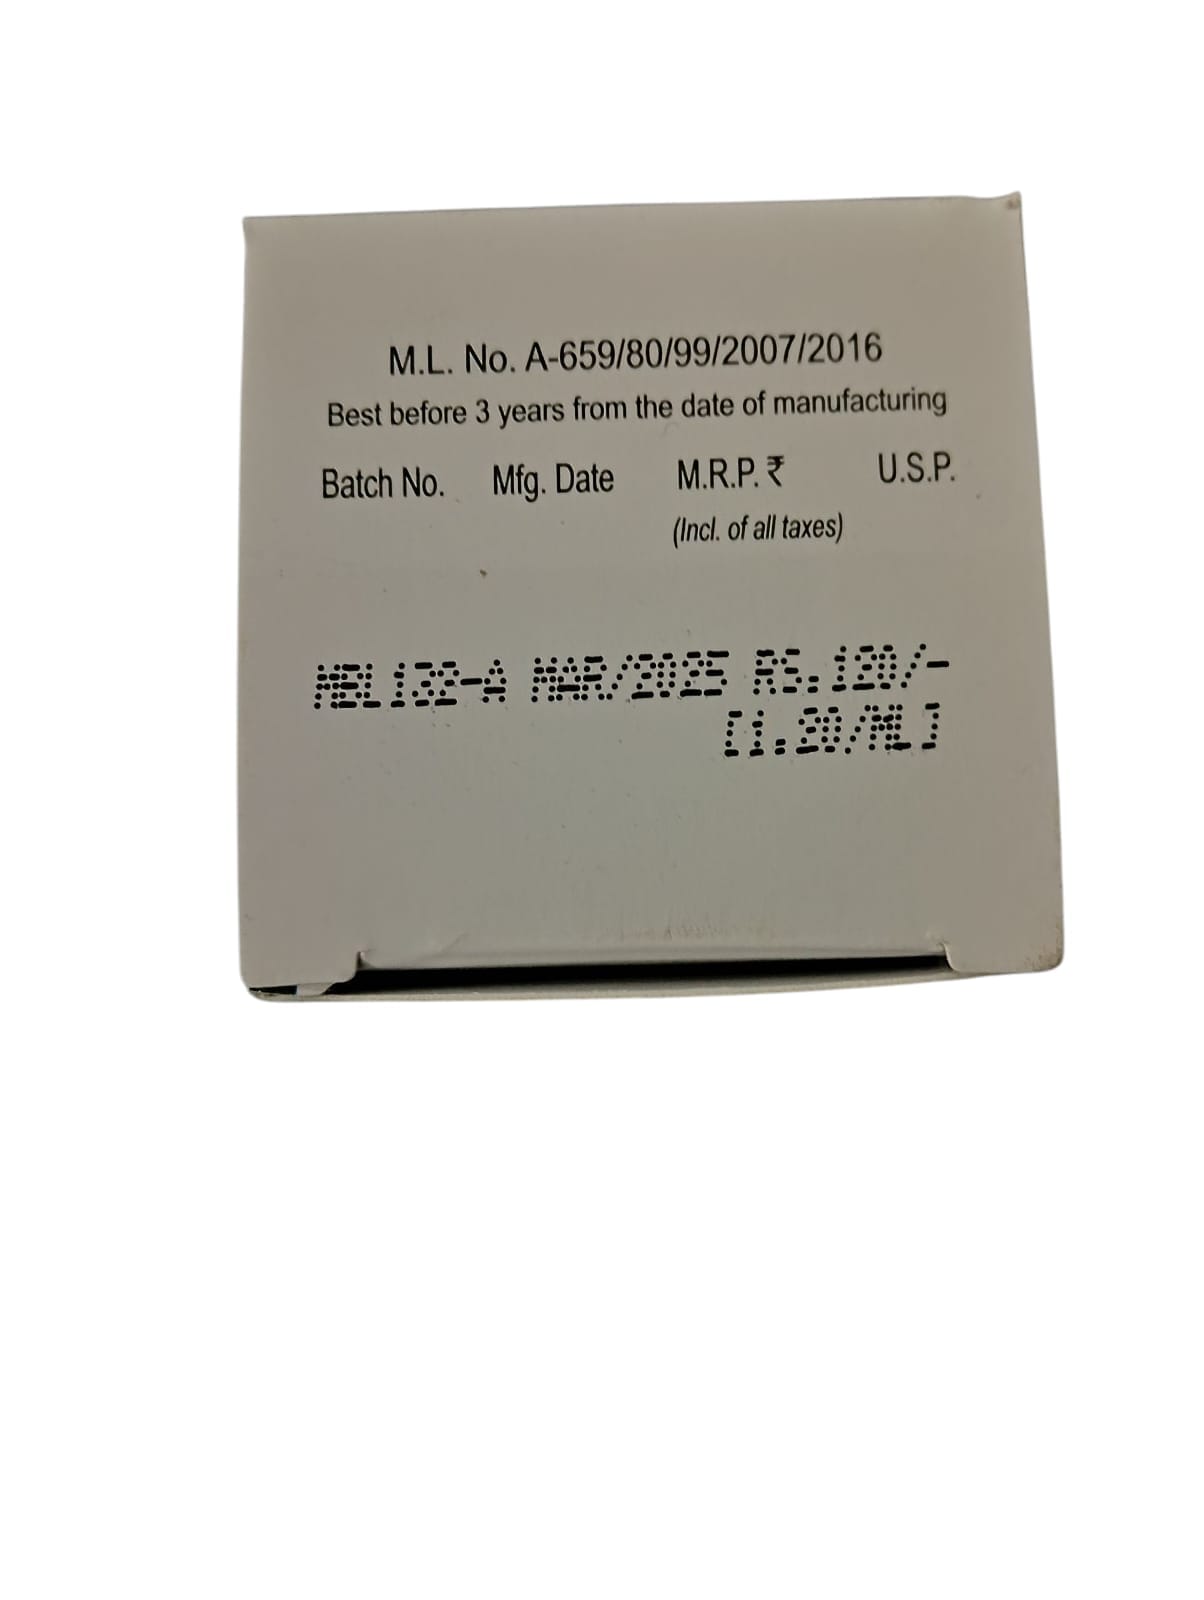 M.L. No. A-659/80/99/2007/2016
Best before 3 years from the date of manufacturing
Batch No. Mfg. Date M.R.P. ₹ U.S.P.
(Incl. of all taxes)
MAR/2025 RS.120/-
[1.20/ML]